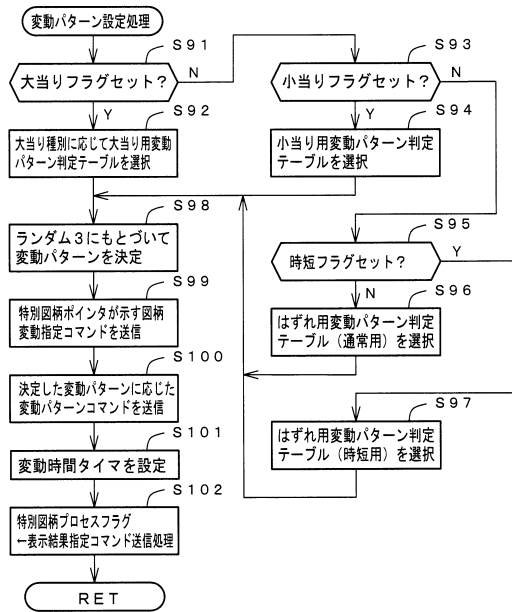 変動パターン設定処理
S91
大当りフラグセット？
N
Y
S92
大当り種別に応じて大当り用変動
パターン判定テーブルを選択
S93
小当りフラグセット？
N
Y
S94
小当り用変動パターン判定
テーブルを選択
S95
時短フラグセット？
Y
N
S96
はずれ用変動パターン判定
テーブル（通常用）を選択
S97
はずれ用変動パターン判定
テーブル（時短用）を選択
S98
ランダム３にもとづいて
変動パターンを決定
S99
特別図柄ポインタが示す図柄
変動指定コマンドを送信
S100
決定した変動パターンに応じた
変動パターンコマンドを送信
S101
変動時間タイマを設定
S102
特別図柄プロセスフラグ
←表示結果指定コマンド送信処理
RET